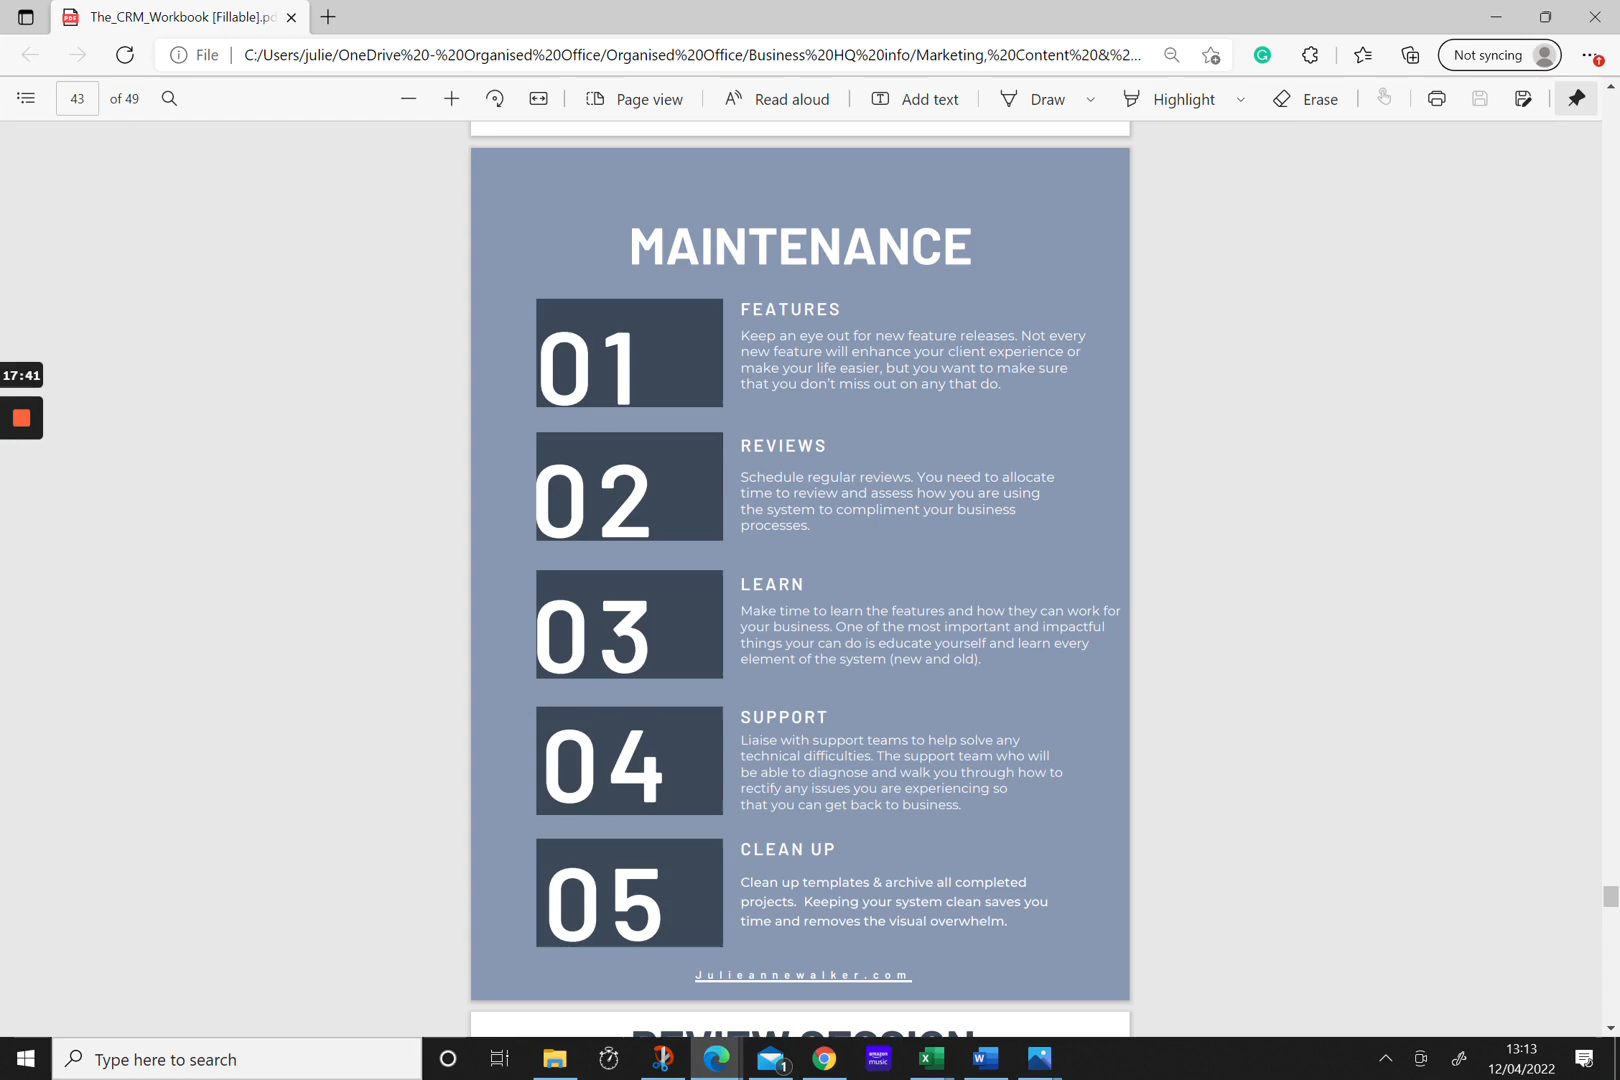 The_CRM_Workbook [Fillable].pd
File
C:/Users/julie/OneDrive%20-%20Organised%20Office/Organised%20Office/Business%20HQ%20info/Marketing,%20Content%20&%2...
Not syncing
43 of 49
Page view
Read aloud
Add text
Draw
Highlight
Erase
MAINTENANCE
01
FEATURES
Keep an eye out for new feature releases. Not every
new feature will enhance your client experience or
make your life easier, but you want to make sure
that you don't miss out on any that do.
17:41
02
REVIEWS
Schedule regular reviews. You need to allocate
time to review and assess how you are using
the system to compliment your business
processes.
03
LEARN
Make time to learn the features and how they can work for
your business. One of the most important and impactful
things your can do is educate yourself and learn every
element of the system (new and old).
04
SUPPORT
Liaise with support teams to help solve any
technical difficulties. The support team who will
be able to diagnose and walk you through how to
rectify any issues you are experiencing so
that you can get back to business.
05
CLEAN UP
Clean up templates & archive all completed
projects. Keeping your system clean saves you
time and removes the visual overwhelm.
Julieannewalker.com
REVIEW SESSION
Type here to search
1
amazon
music
13:13
12/04/2022